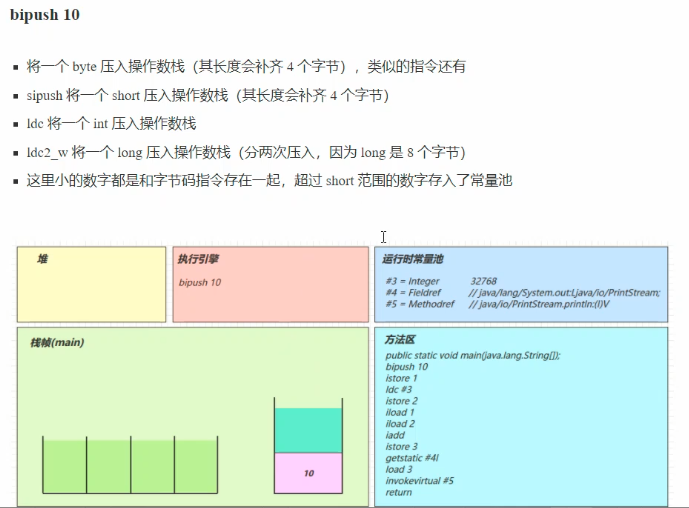 bipush 10
将一个 byte 压入操作数栈（其长度会补齐 4 个字节），类似的指令还有
sipush 将一个 short 压入操作数栈（其长度会补齐 4 个字节）
ldc 将一个 int 压入操作数栈
ldc2_w 将一个 long 压入操作数栈（分两次压入，因为 long 是 8 个字节）
这里小的数字都是和字节码指令存在一起，超过 short 范围的数字存入了常量池
堆
执行引擎
bipush 10
运行时常量池
#3 = Integer 32768
#4 = Fieldref // java/lang/System.out:Ljava/io/PrintStream;
#5 = Methodref // java/io/PrintStream.println:(I)V
栈帧(main)
10
方法区
public static void main(java.lang.String[]);
bipush 10
istore 1
ldc #3
istore 2
iload 1
iload 2
iadd
istore 3
getstatic #4l
load 3
invokevirtual #5
return